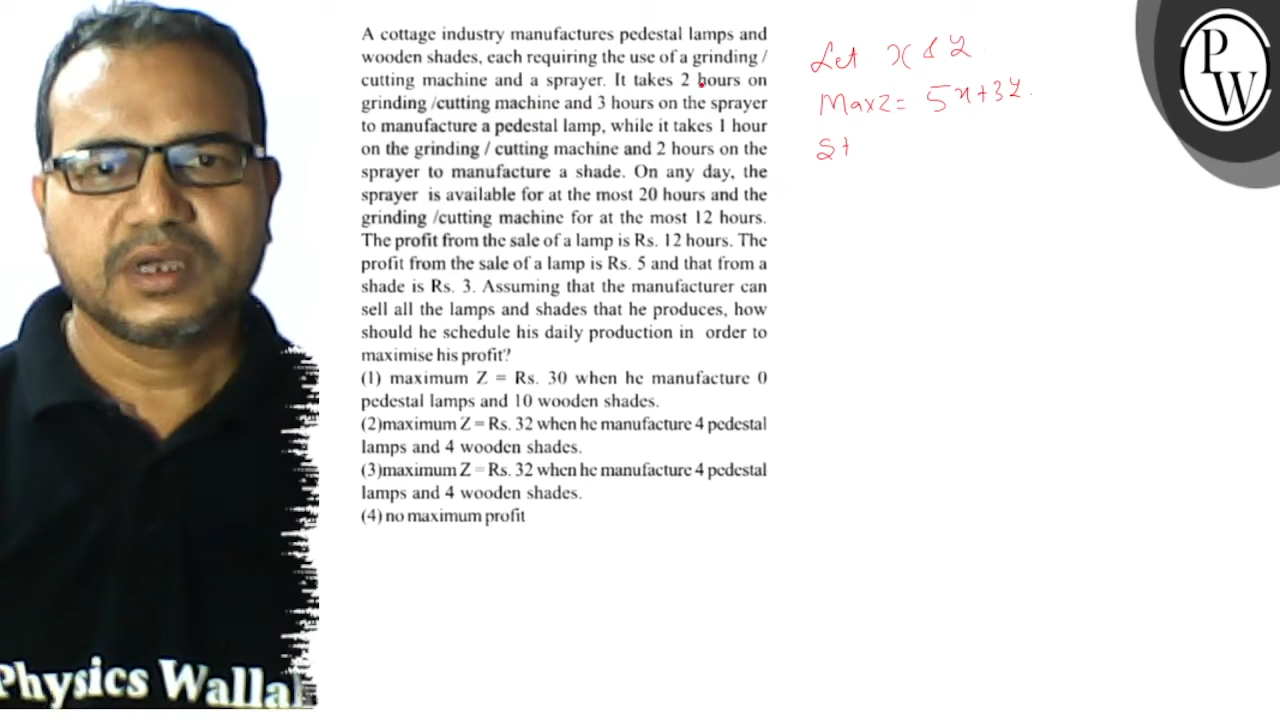 A cottage industry manufactures pedestal lamps and
wooden shades, each requiring the use of a grinding /
cutting machine and a sprayer. It takes 2 hours on
grinding /cutting machine and 3 hours on the sprayer
to manufacture a pedestal lamp, while it takes 1 hour
on the grinding / cutting machine and 2 hours on the
sprayer to manufacture a shade. On any day, the
sprayer is available for at the most 20 hours and the
grinding /cutting machine for at the most 12 hours.
The profit from the sale of a lamp is Rs. 12 hours. The
profit from the sale of a lamp is Rs. 5 and that from a
shade is Rs. 3. Assuming that the manufacturer can
sell all the lamps and shades that he produces, how
should he schedule his daily production in order to
maximise his profit?
(1) maximum Z = Rs. 30 when he manufacture 0
pedestal lamps and 10 wooden shades.
(2)maximum Z = Rs. 32 when he manufacture 4 pedestal
lamps and 4 wooden shades.
(3)maximum Z = Rs. 32 when he manufacture 4 pedestal
lamps and 4 wooden shades.
(4) no maximum profit
Let x & y
Max Z = 5x+3y.
St
PW
Physics Walla